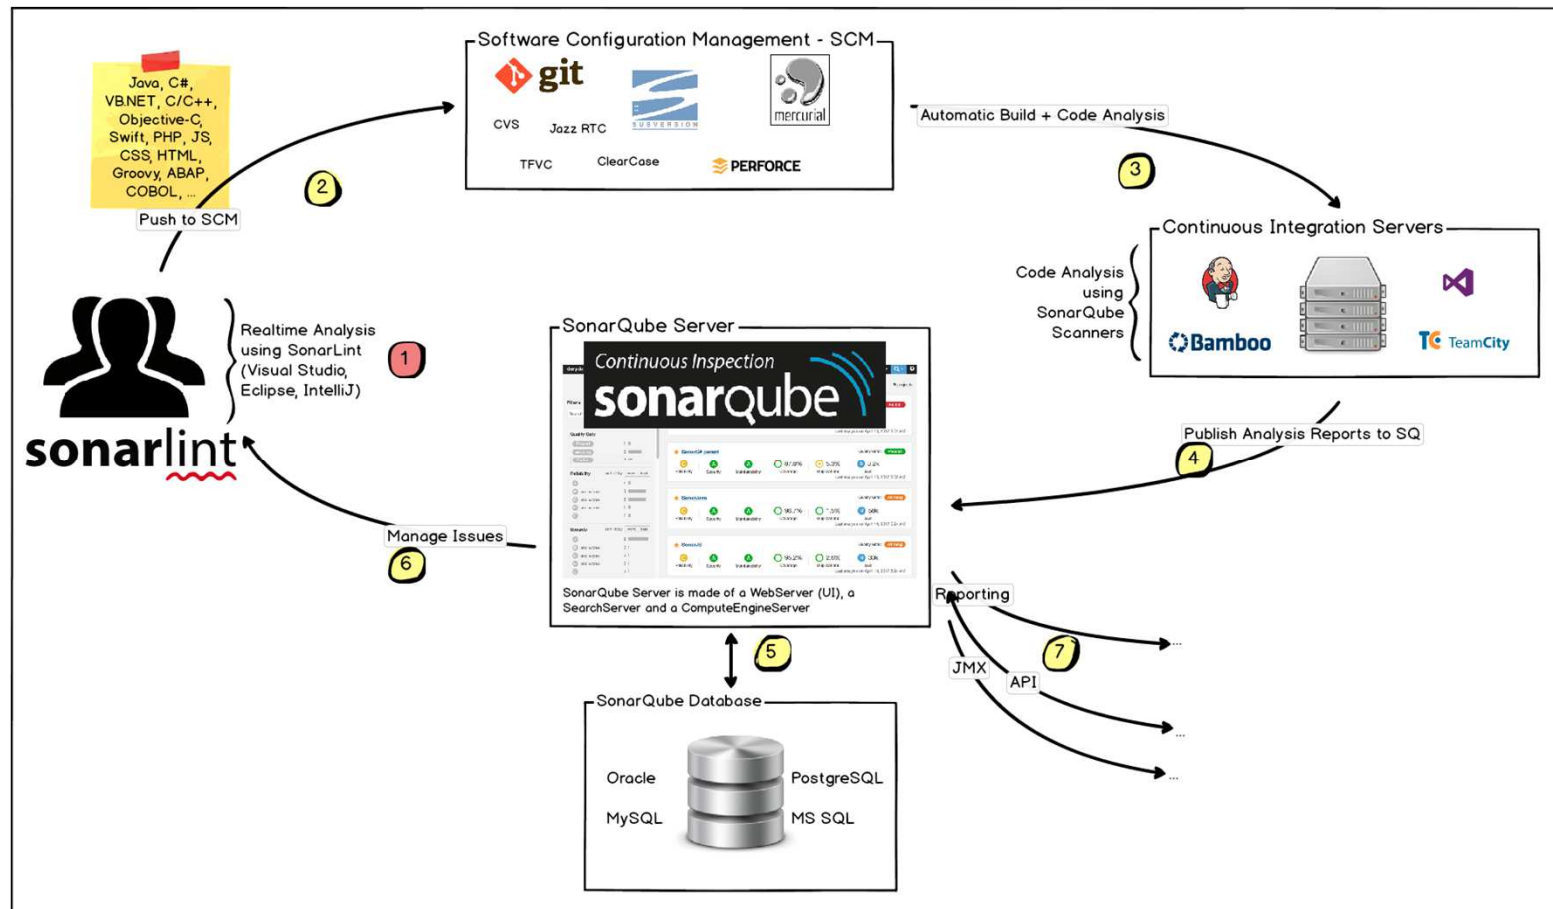 Java, C#,
VB.NET, C/C++,
Objective-C,
Swift, PHP, JS,
CSS, HTML,
Groovy, ABAP,
COBOL, ...
Push to SCM
2
Software Configuration Management - SCM
git
SUBVERSION
mercurial
CVS
Jazz RTC
TFVC
ClearCase
PERFORCE
Automatic Build + Code Analysis
3
Continuous Integration Servers
Bamboo
TC TeamCity
Code Analysis
using
SonarQube
Scanners
Realtime Analysis
using SonarLint
(Visual Studio,
Eclipse, IntelliJ)
1
sonarlint
SonarQube Server
Continuous Inspection
sonarqube
SonarQube Server is made of a WebServer (UI), a
SearchServer and a ComputeEngineServer
Publish Analysis Reports to SQ
4
Manage Issues
6
5
Reporting
7
JMX
API
...
...
...
SonarQube Database
Oracle
PostgreSQL
MySQL
MS SQL